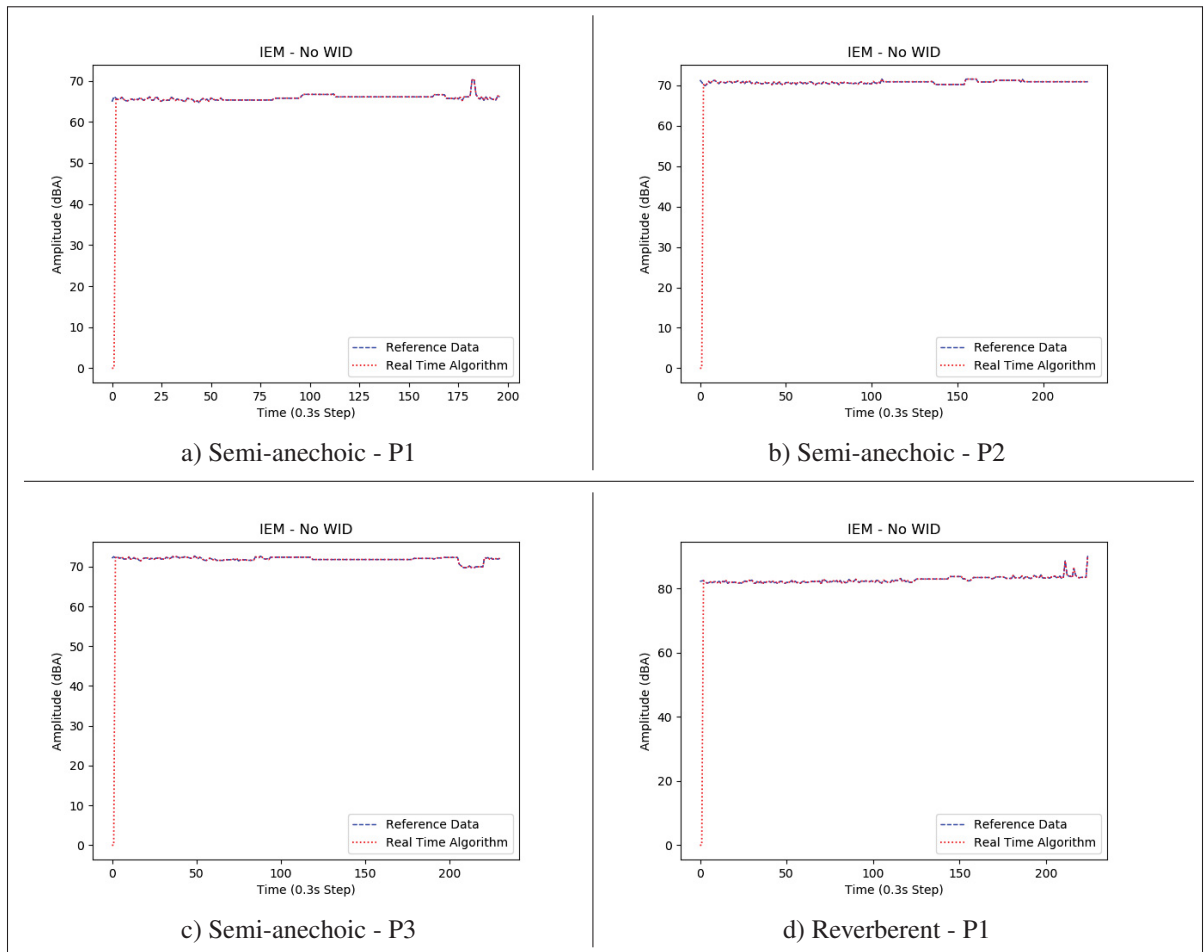 IEM - No WID
70
60
50
40
30
20
10
0
Amplitude (dBA)
Reference Data
Real Time Algorithm
0 25 50 75 100 125 150 175 200
Time (0.3s Step)
a) Semi-anechoic - P1
IEM - No WID
70
60
50
40
30
20
10
0
Amplitude (dBA)
Reference Data
Real Time Algorithm
0 50 100 150 200
Time (0.3s Step)
b) Semi-anechoic - P2
IEM - No WID
70
60
50
40
30
20
10
0
Amplitude (dBA)
Reference Data
Real Time Algorithm
0 50 100 150 200
Time (0.3s Step)
c) Semi-anechoic - P3
IEM - No WID
80
60
40
20
0
Amplitude (dBA)
Reference Data
Real Time Algorithm
0 50 100 150 200
Time (0.3s Step)
d) Reverberent - P1